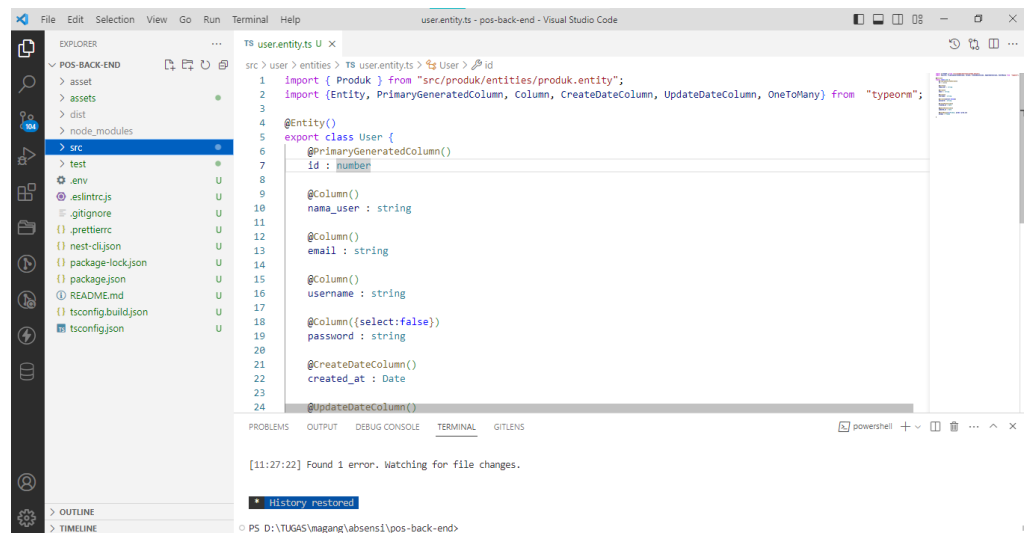 File Edit Selection View Go Run Terminal Help
user.entity.ts - pos-back-end - Visual Studio Code
EXPLORER
POS-BACK-END
asset
assets
dist
node_modules
src
test
.env U
.eslintrc.js U
.gitignore U
.prettierrc U
nest-cli.json U
package-lock.json U
package.json U
README.md U
tsconfig.build.json U
tsconfig.json U
OUTLINE
TIMELINE
104
TS user.entity.ts U
src > user > entities > TS user.entity.ts > User > id
1 import { Produk } from "src/produk/entities/produk.entity";
2 import {Entity, PrimaryGeneratedColumn, Column, CreateDateColumn, UpdateDateColumn, OneToMany} from "typeorm";
3
4 @Entity()
5 export class User {
6 @PrimaryGeneratedColumn()
7 id : number
8
9 @Column()
10 nama_user : string
11
12 @Column()
13 email : string
14
15 @Column()
16 username : string
17
18 @Column({select:false})
19 password : string
20
21 @CreateDateColumn()
22 created_at : Date
23
24 @UpdateDateColumn()
PROBLEMS OUTPUT DEBUG CONSOLE TERMINAL GITLENS
powershell
[11:27:22] Found 1 error. Watching for file changes.
* History restored
PS D:\TUGAS\magang\absensi\pos-back-end>